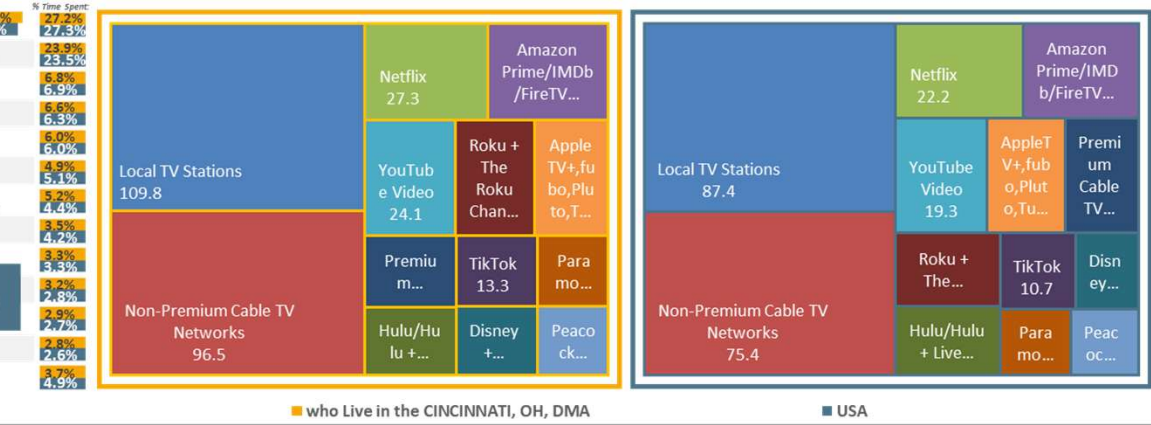 % Time Spent:
%
27.2%
%
27.3%
23.9%
23.5%
6.8%
6.9%
6.6%
6.3%
6.0%
6.0%
4.9%
5.1%
5.2%
4.4%
3.5%
4.2%
3.3%
3.3%
3.2%
2.8%
2.9%
2.7%
2.8%
2.6%
3.7%
4.9%
Local TV Stations
109.8
Non-Premium Cable TV
Networks
96.5
Netflix
27.3
Amazon
Prime/IMDb
/FireTV...
YouTub
e Video
24.1
Roku +
The
Roku
Chan...
Apple
TV+,fu
bo,Plu
to,T...
Premiu
m...
TikTok
13.3
Para
mo...
Hulu/Hu
lu +...
Disney
+...
Peaco
ck...
Local TV Stations
87.4
Non-Premium Cable TV
Networks
75.4
Netflix
22.2
Amazon
Prime/IMD
b/FireTV...
YouTube
Video
19.3
AppleT
V+,fub
o,Plut
o,Tu...
Premi
um
Cable
TV...
Roku +
The...
TikTok
10.7
Disn
ey...
Hulu/Hulu
+ Live...
Para
mo...
Peac
oc...
who Live in the CINCINNATI, OH, DMA
USA